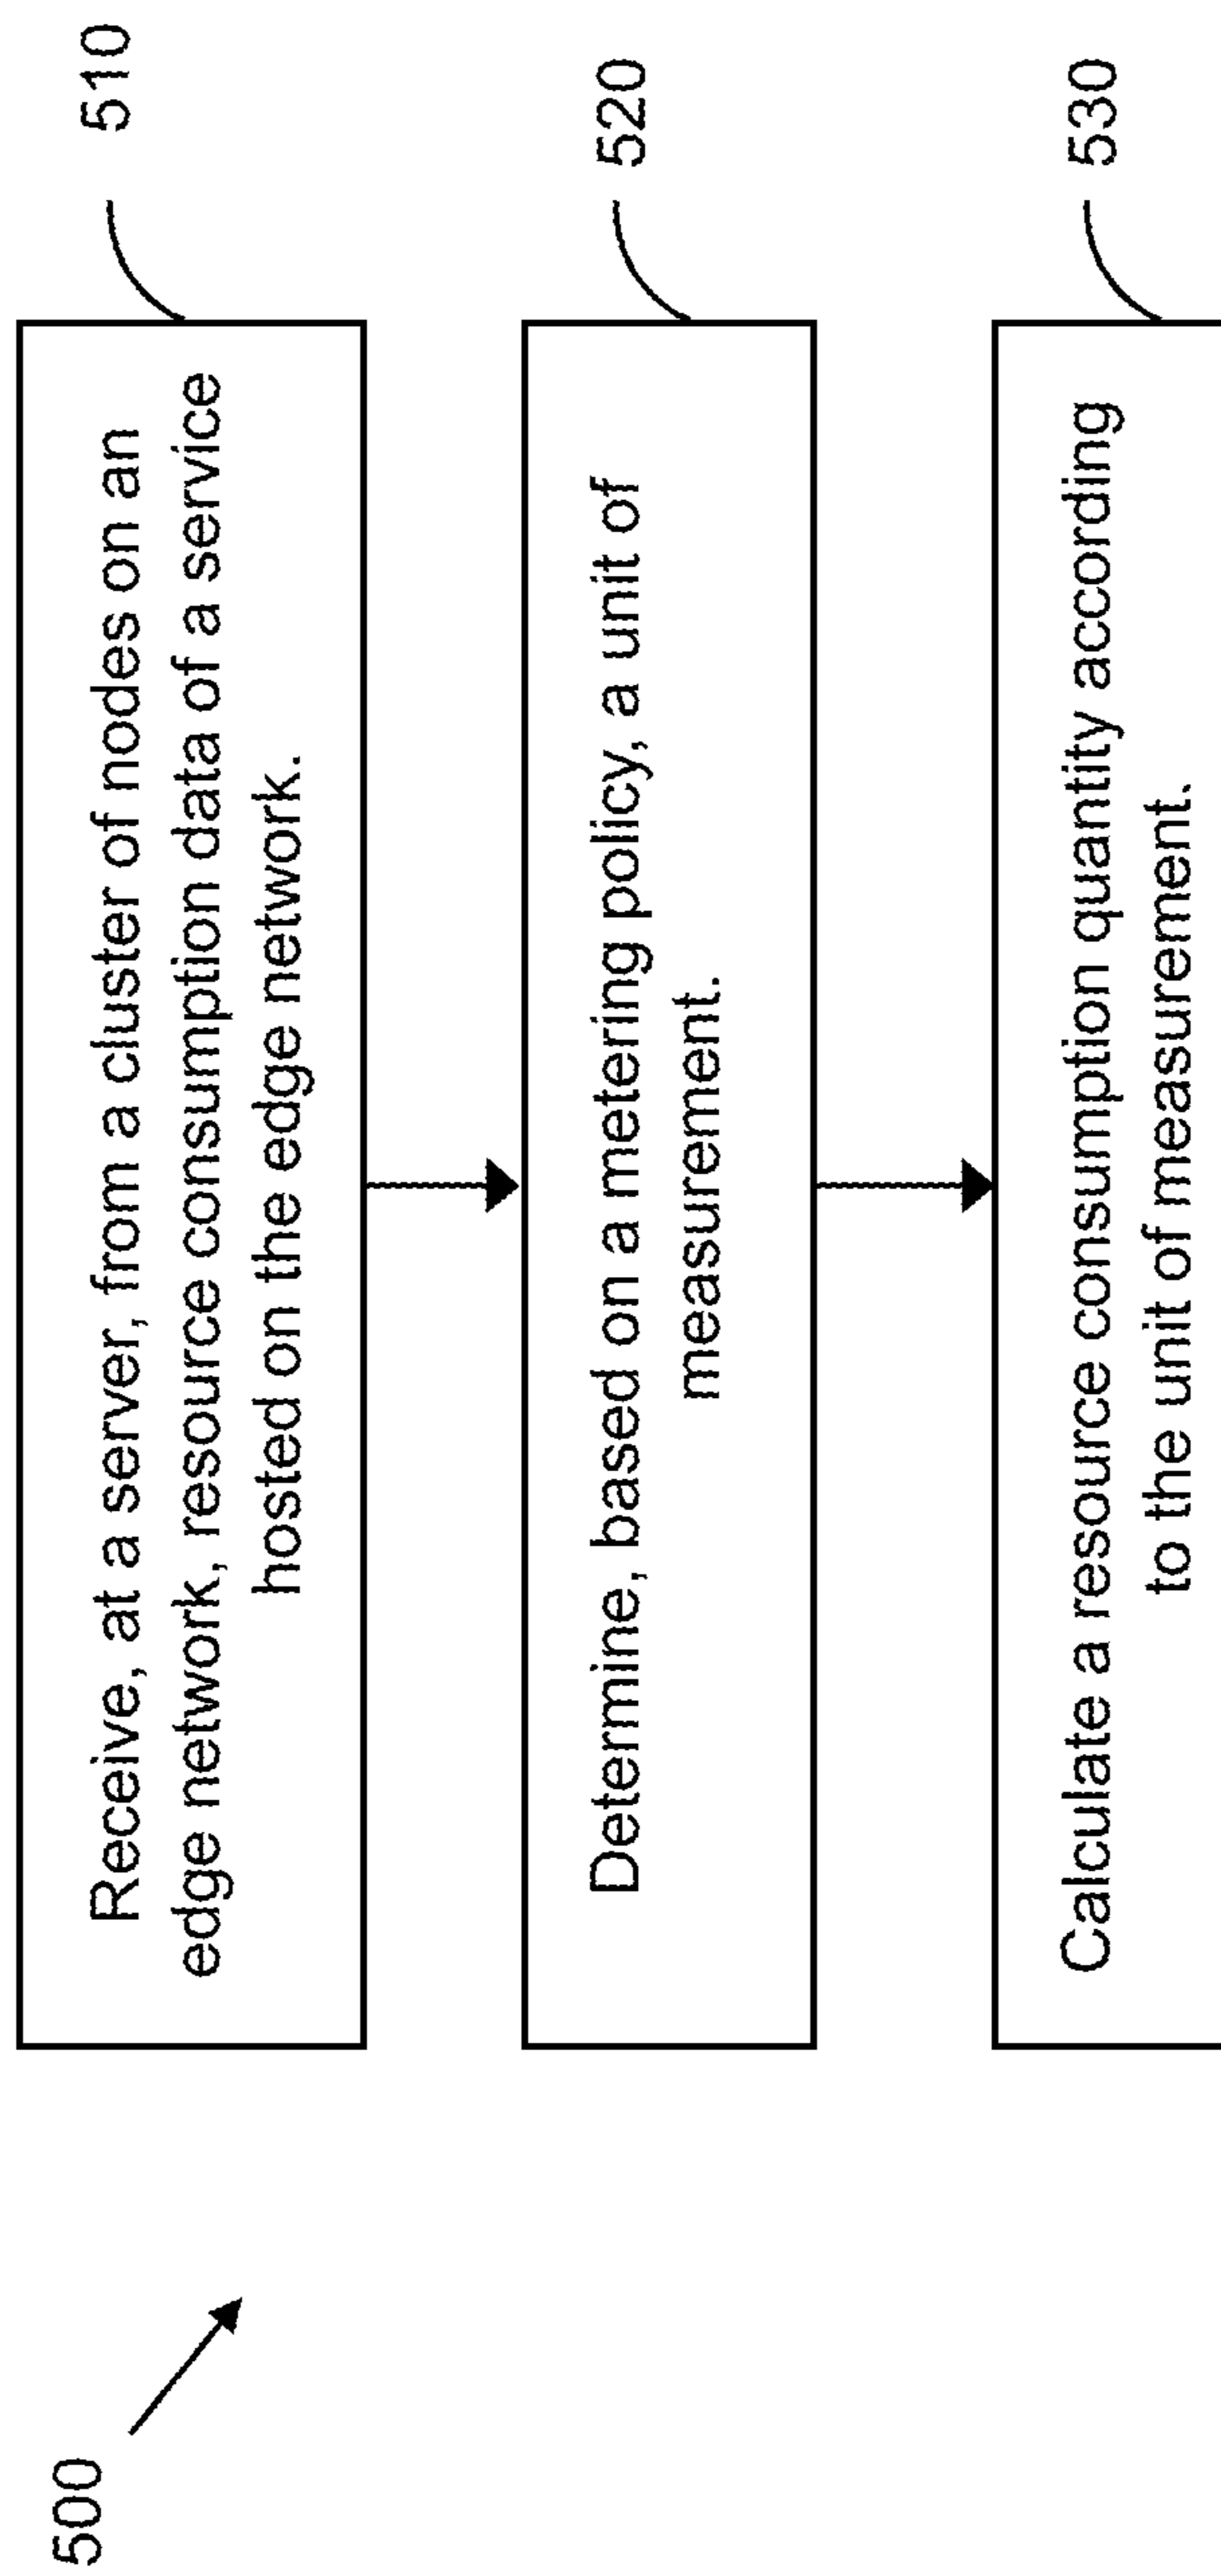 500
Receive, at a server, from a cluster of nodes on an
edge network, resource consumption data of a service
hosted on the edge network.
510
Determine, based on a metering policy, a unit of
measurement.
520
Calculate a resource consumption quantity according
to the unit of measurement.
530